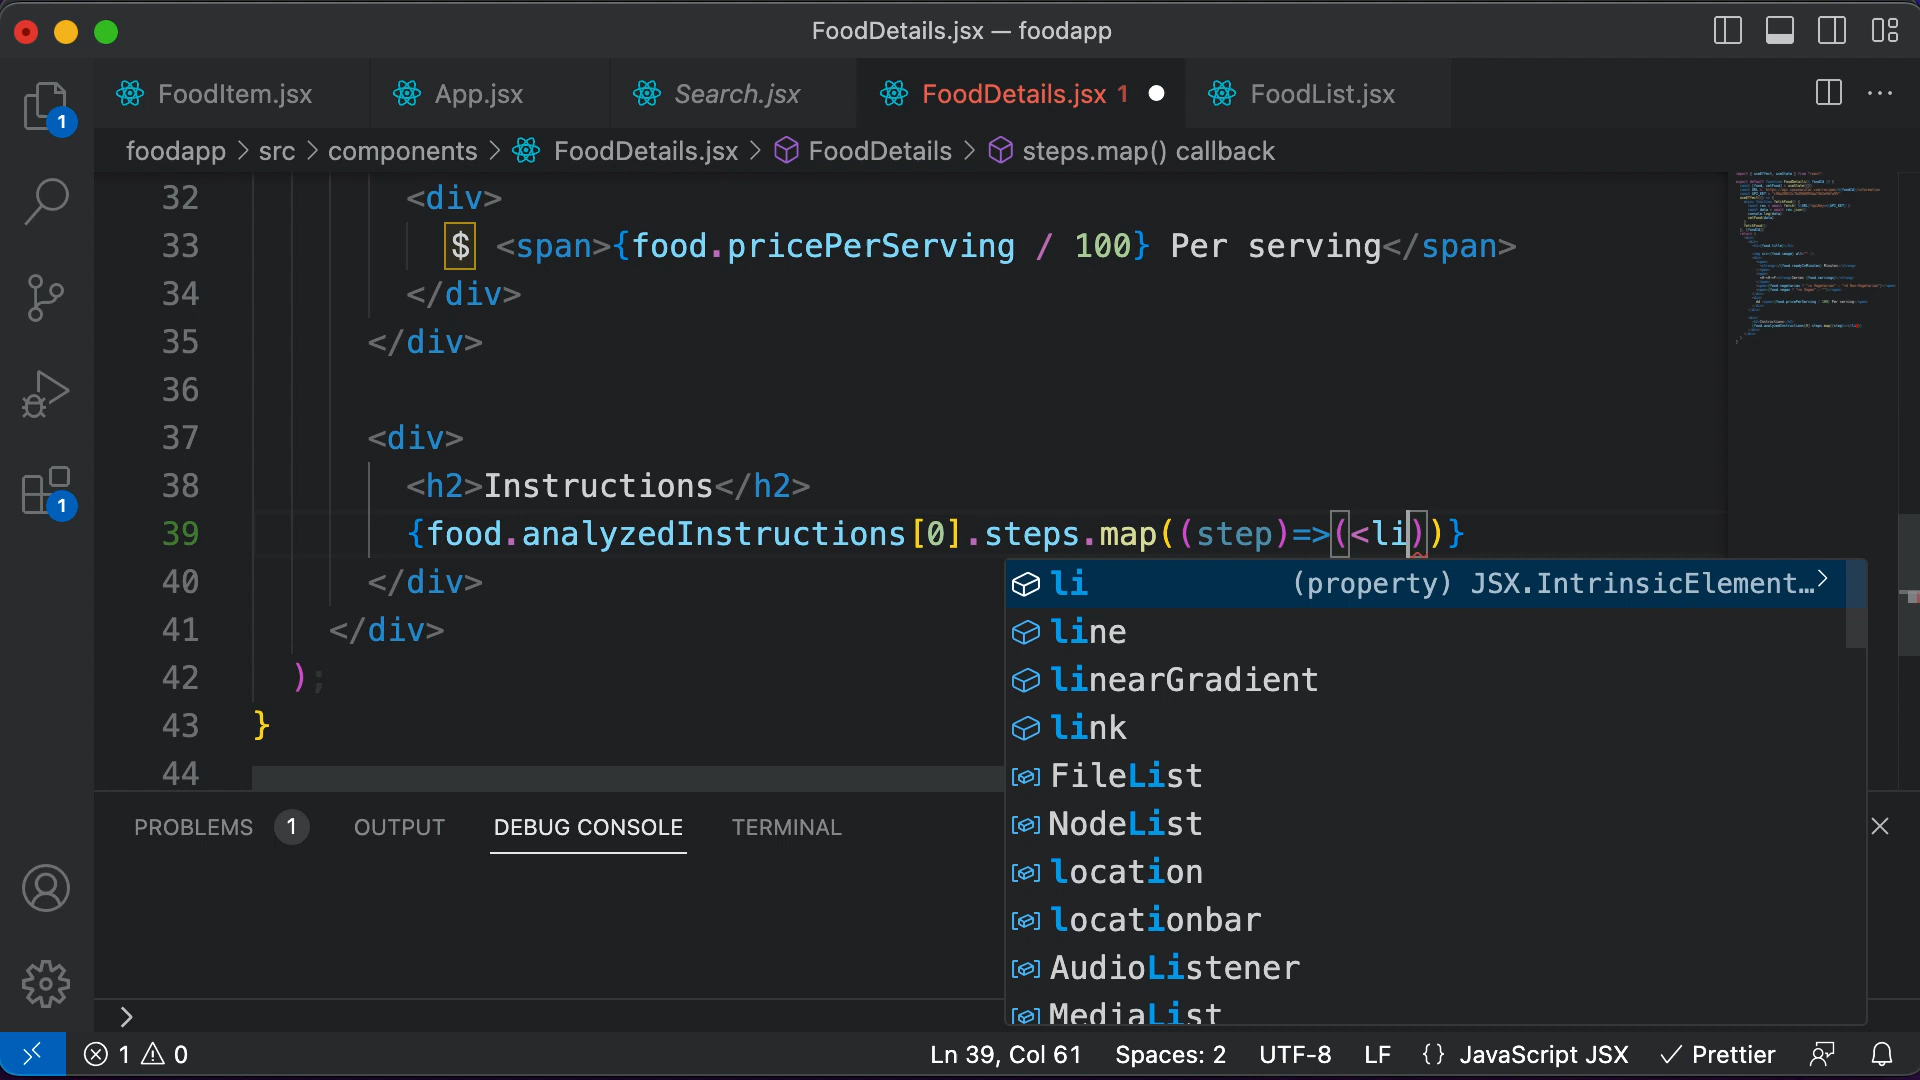 FoodDetails.jsx — foodapp
FoodItem.jsx
App.jsx
Search.jsx
FoodDetails.jsx 1
FoodList.jsx
1
foodapp > src > components > FoodDetails.jsx > FoodDetails > steps.map() callback
32 <div>
33 $ <span>{food.pricePerServing / 100} Per serving</span>
34 </div>
35 </div>
36
37 <div>
38 <h2>Instructions</h2>
39 {food.analyzedInstructions[0].steps.map((step)=>(<li))}
40 </div>
41 </div>
42 );
43 }
44
1
li (property) JSX.IntrinsicElement…
line
linearGradient
link
FileList
NodeList
location
locationbar
AudioListener
MediaList
PROBLEMS 1 OUTPUT DEBUG CONSOLE TERMINAL
1 0
Ln 39, Col 61 Spaces: 2 UTF-8 LF {} JavaScript JSX Prettier